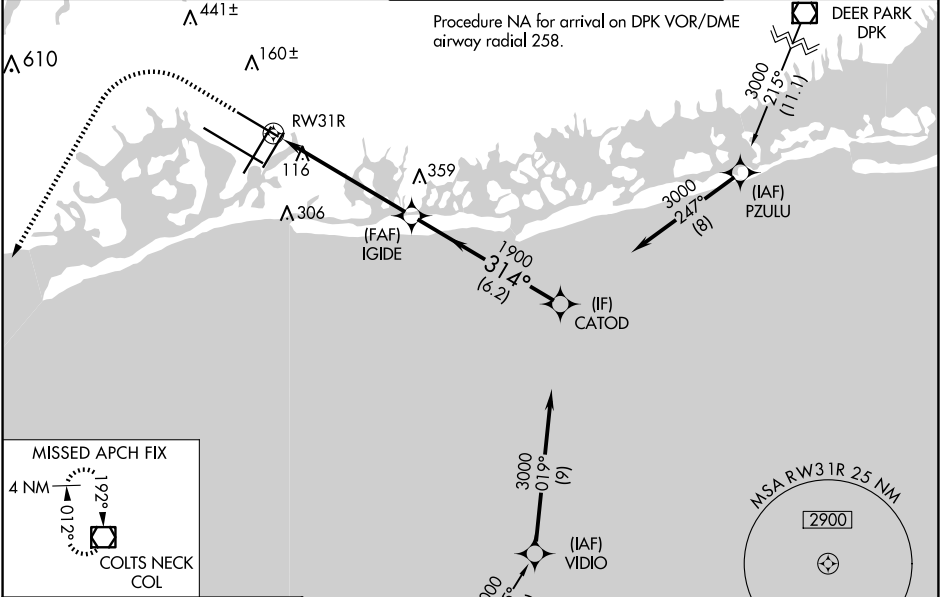 441±
Procedure NA for arrival on DPK VOR/DME
airway radial 258.
DEER PARK
DPK
610
160±
3000
215°
(11.1)
RW31R
116
359
306
(IAF)
PZULU
3000
247°
(8)
(FAF)
IGIDE
1900
314°
(6.2)
(IF)
CATOD
MISSED APCH FIX
4 NM
192°
012°
COLTS NECK
COL
3000
019°
(9)
(IAF)
VIDIO
MSA RW31R 25 NM
2900